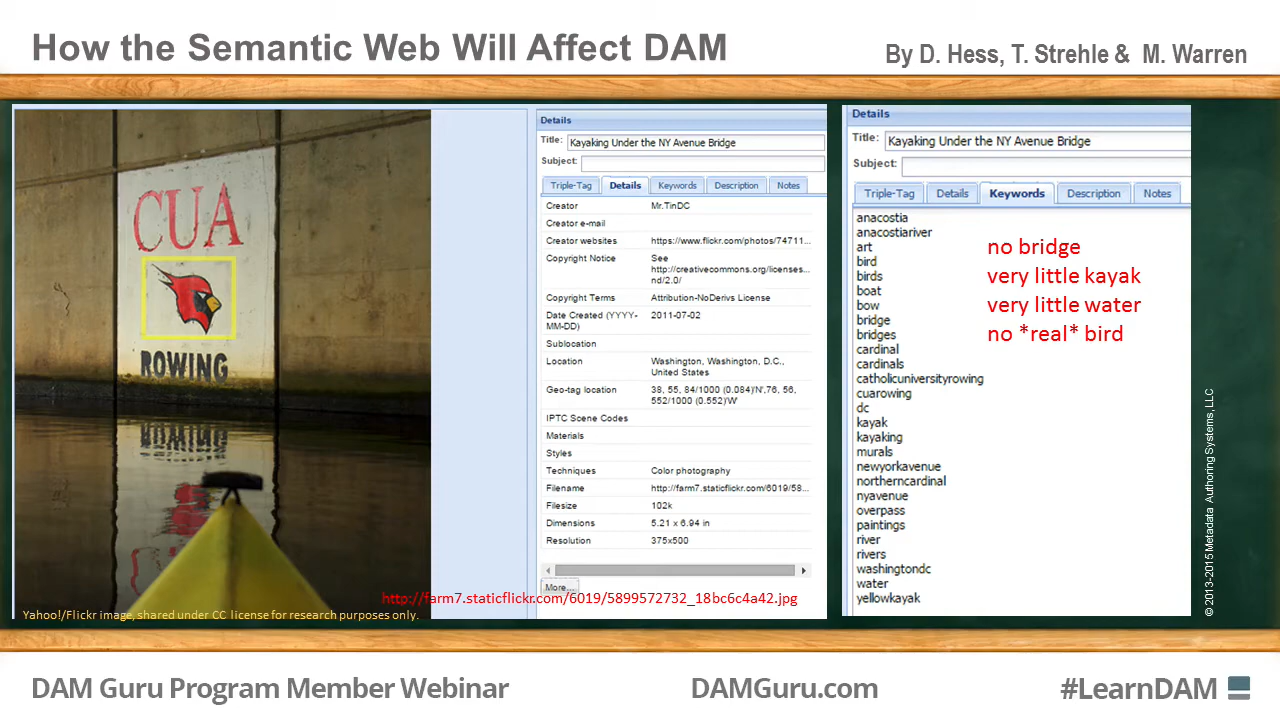 How the Semantic Web Will Affect DAM
By D. Hess, T. Strehle & M. Warren
CUA
ROWING
Yahoo!/Flickr image, shared under CC license for research purposes only.
http://farm7.staticflickr.com/6019/5899572732_18bc6c4a42.jpg
Details
Title: Kayaking Under the NY Avenue Bridge
Subject:
Triple-Tag Details Keywords Description Notes
Creator Mr.TinDC
Creator e-mail
Creator websites https://www.flickr.com/photos/74711...
Copyright Notice See
http://creativecommons.org/licenses...
nd/2.0/
Copyright Terms Attribution-NoDerivs License
Date Created (YYYY- 2011-07-02
MM-DD)
Sublocation
Location Washington, Washington, D.C.,
United States
Geo-tag location 38, 55, 84/1000 (0.084)'N',76, 56,
552/1000 (0.552)'W'
IPTC Scene Codes
Materials
Styles
Techniques Color photography
Filename http://farm7.staticflickr.com/6019/58...
Filesize 102k
Dimensions 5.21 x 6.94 in
Resolution 375x500
More...
Details
Title: Kayaking Under the NY Avenue Bridge
Subject:
Triple-Tag Details Keywords Description Notes
anacostia
anacostiariver
art
bird
birds
boat
bow
bridge
bridges
cardinal
cardinals
catholicuniversityrowing
cuarowing
dc
kayak
kayaking
murals
newyorkavenue
northerncardinal
nyavenue
overpass
paintings
river
rivers
washingtondc
water
yellowkayak
no bridge
very little kayak
very little water
no *real* bird
© 2013-2015 Metadata Authoring Systems, LLC
DAM Guru Program Member Webinar
DAMGuru.com
#LearnDAM